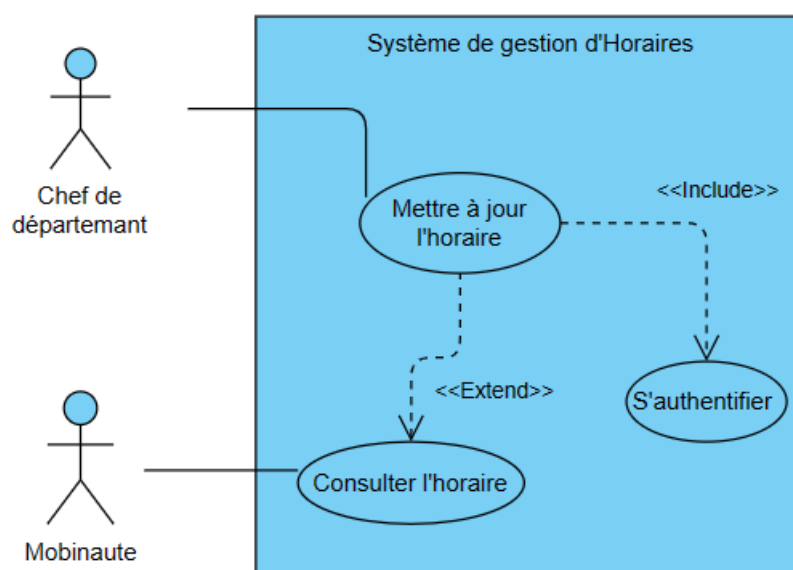 Système de gestion d'Horaires
Chef de
départemant
Mettre à jour
l'horaire
<<Include>>
<<Extend>>
S'authentifier
Consulter l'horaire
Mobinaute